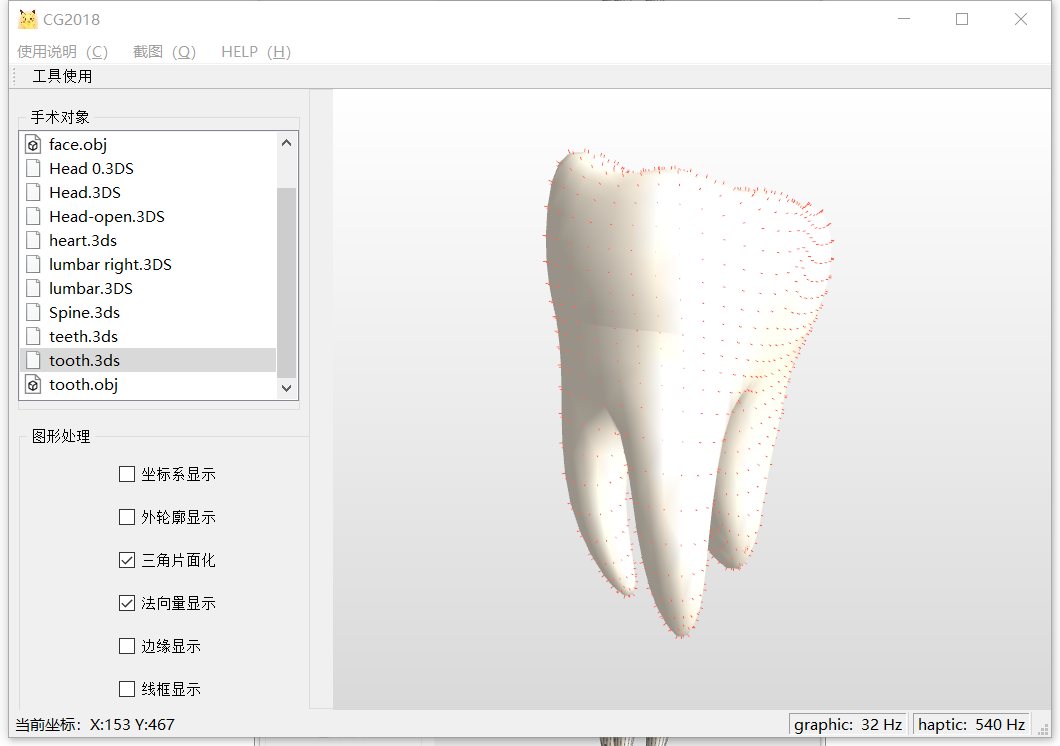 CG2018
使用说明 (C) 截图 (Q) HELP (H)
工具使用
手术对象
face.obj
Head 0.3DS
Head.3DS
Head-open.3DS
heart.3ds
lumbar right.3DS
lumbar.3DS
Spine.3ds
teeth.3ds
tooth.3ds
tooth.obj
图形处理
坐标系显示
外轮廓显示
三角片面化
法向量显示
边缘显示
线框显示
当前坐标: X:153 Y:467
graphic: 32 Hz
haptic: 540 Hz